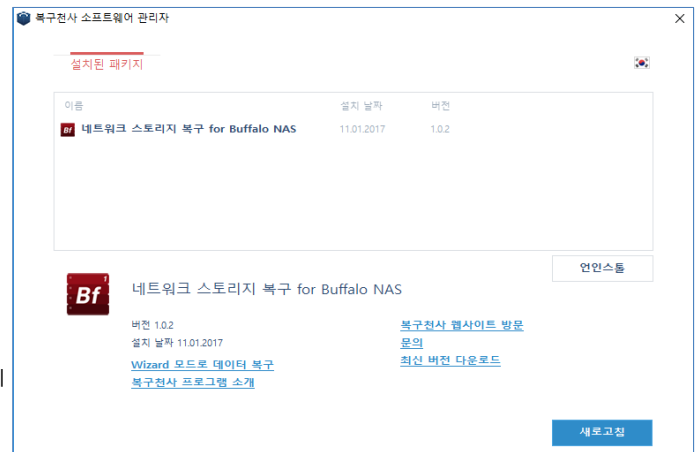 복구천사 소프트웨어 관리자
설치된 패키지
이름 설치 날짜 버전
Bf 네트워크 스토리지 복구 for Buffalo NAS 11.01.2017 1.0.2
언인스톨
Bf 1
네트워크 스토리지 복구 for Buffalo NAS
버전 1.0.2
설치 날짜 11.01.2017
Wizard 모드로 데이터 복구
복구천사 프로그램 소개
복구천사 웹사이트 방문
문의
최신 버전 다운로드
새로고침